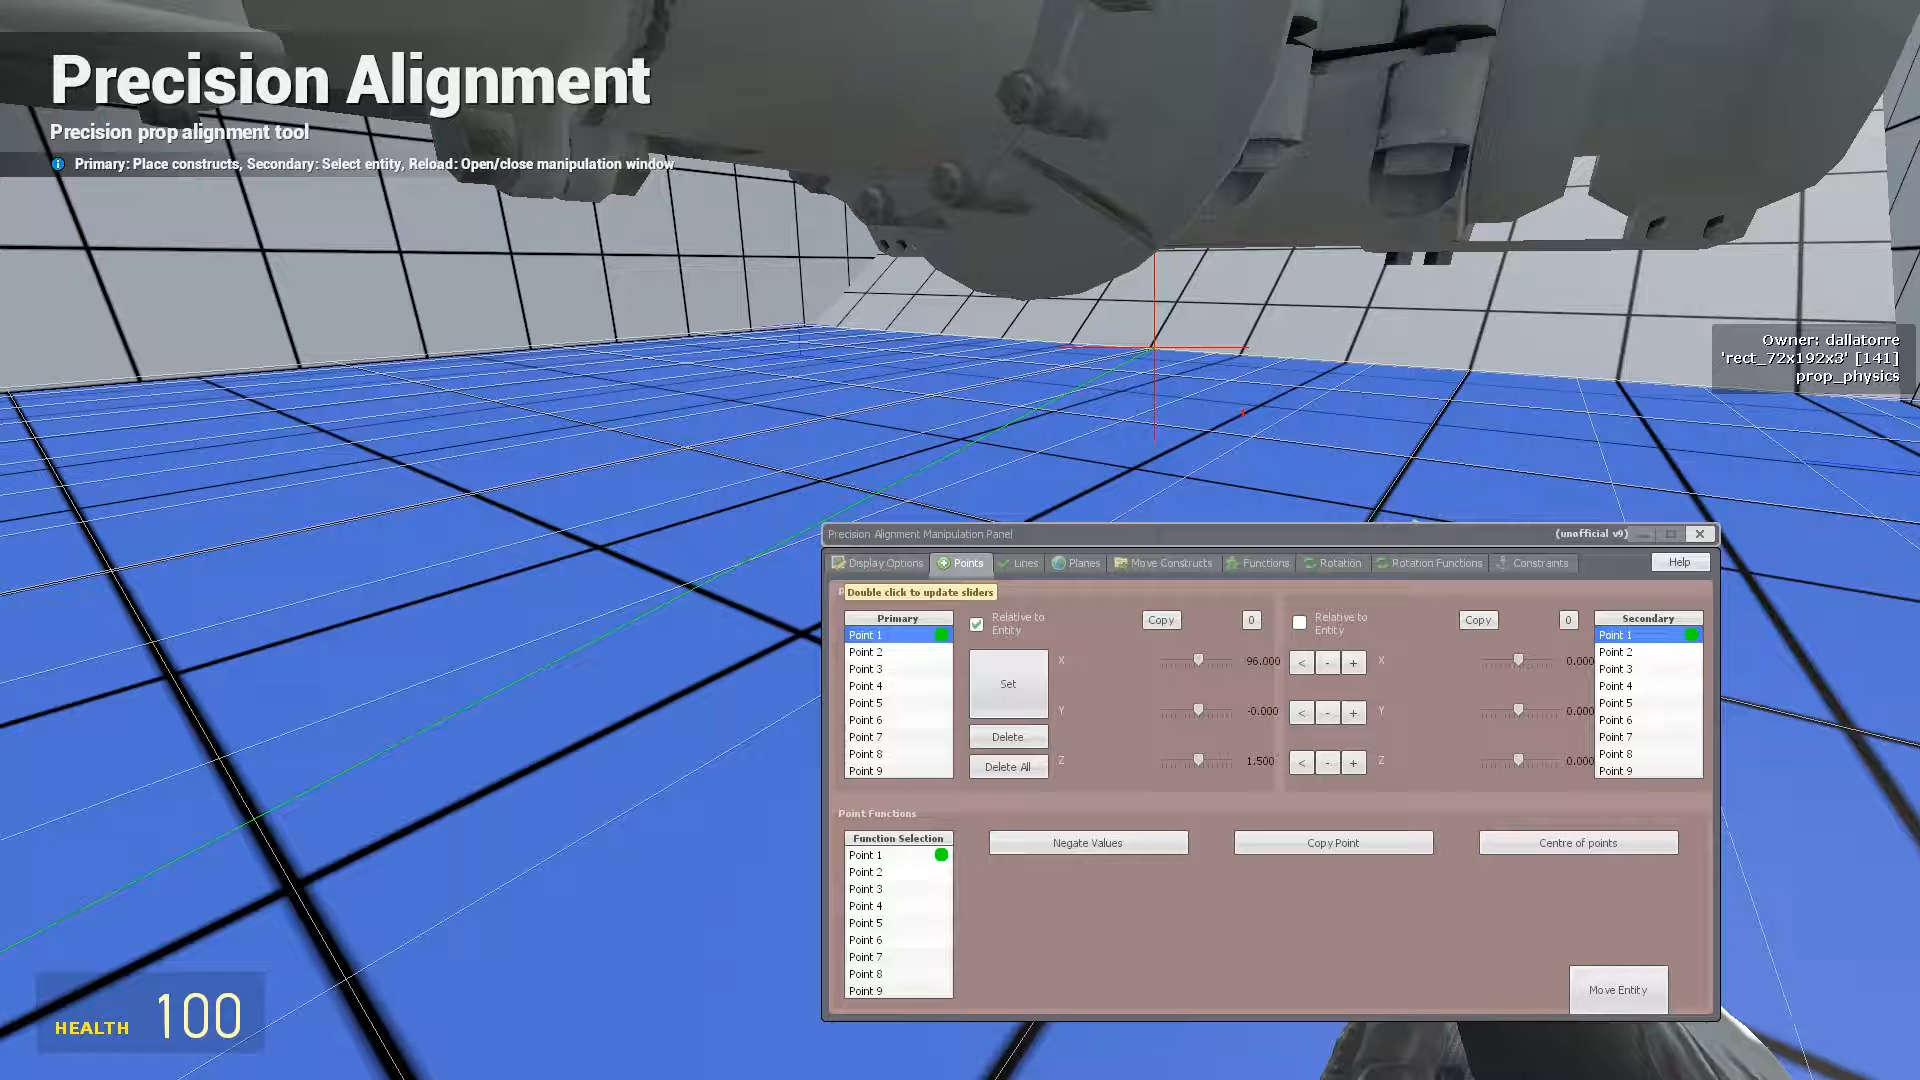 Precision Alignment
Precision prop alignment tool
Primary: Place constructs, Secondary: Select entity, Reload: Open/close manipulation window
Owner: dallatorre
'rect_72x192x3' [141]
prop_physics
Precision Alignment Manipulation Panel
(unofficial v9)
Display Options
Points
Lines
Planes
Move Constructs
Functions
Rotation
Rotation Functions
Constraints
Help
Double click to update sliders
Primary
Point 1
Point 2
Point 3
Point 4
Point 5
Point 6
Point 7
Point 8
Point 9
Relative to
Entity
Copy
0
Set
Delete
Delete All
X
96.000
Y
-0.000
Z
1.500
< - +
< - +
< - +
Relative to
Entity
Copy
0
X
0.000
Y
0.000
Z
0.000
Secondary
Point 1
Point 2
Point 3
Point 4
Point 5
Point 6
Point 7
Point 8
Point 9
Point Functions
Function Selection
Point 1
Point 2
Point 3
Point 4
Point 5
Point 6
Point 7
Point 8
Point 9
Negate Values
Copy Point
Centre of points
Move Entity
HEALTH 100